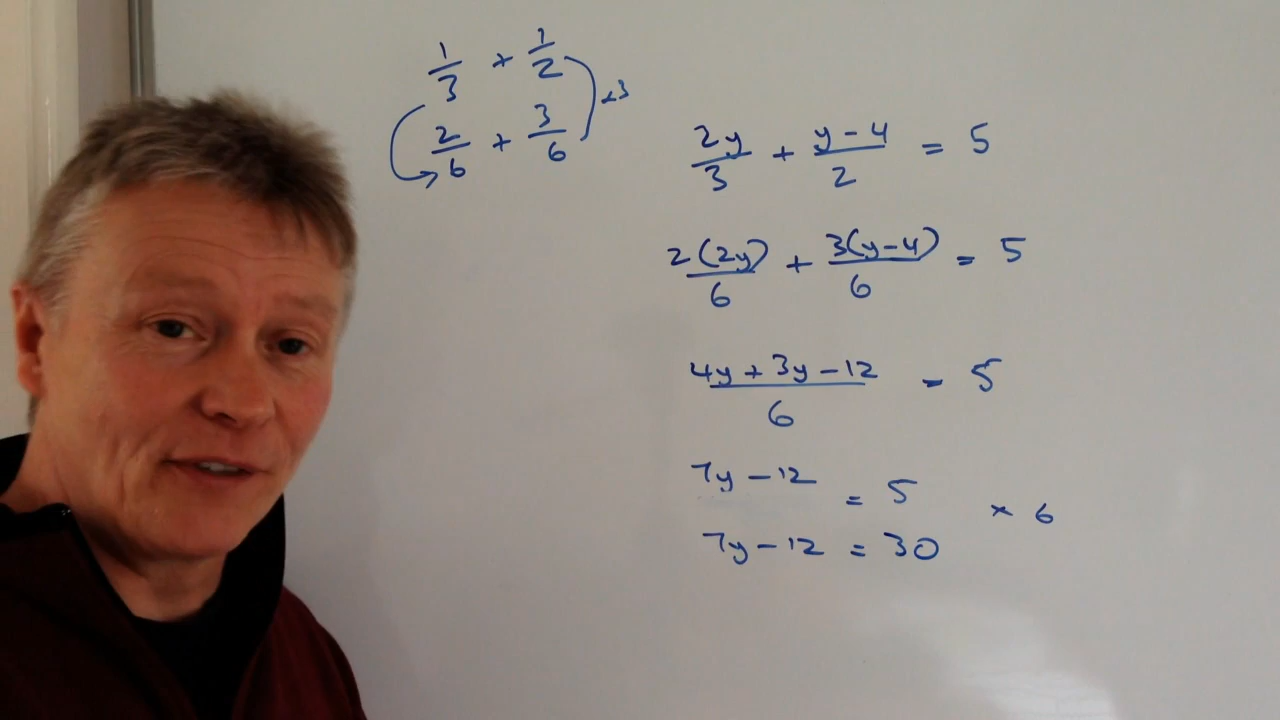 1/3 + 1/2
×3
2/6 + 3/6
2y/3 + y-4/2 = 5
2(2y)/6 + 3(y-4)/6 = 5
4y+3y-12/6 = 5
7y-12 = 5 × 6
7y-12 = 30